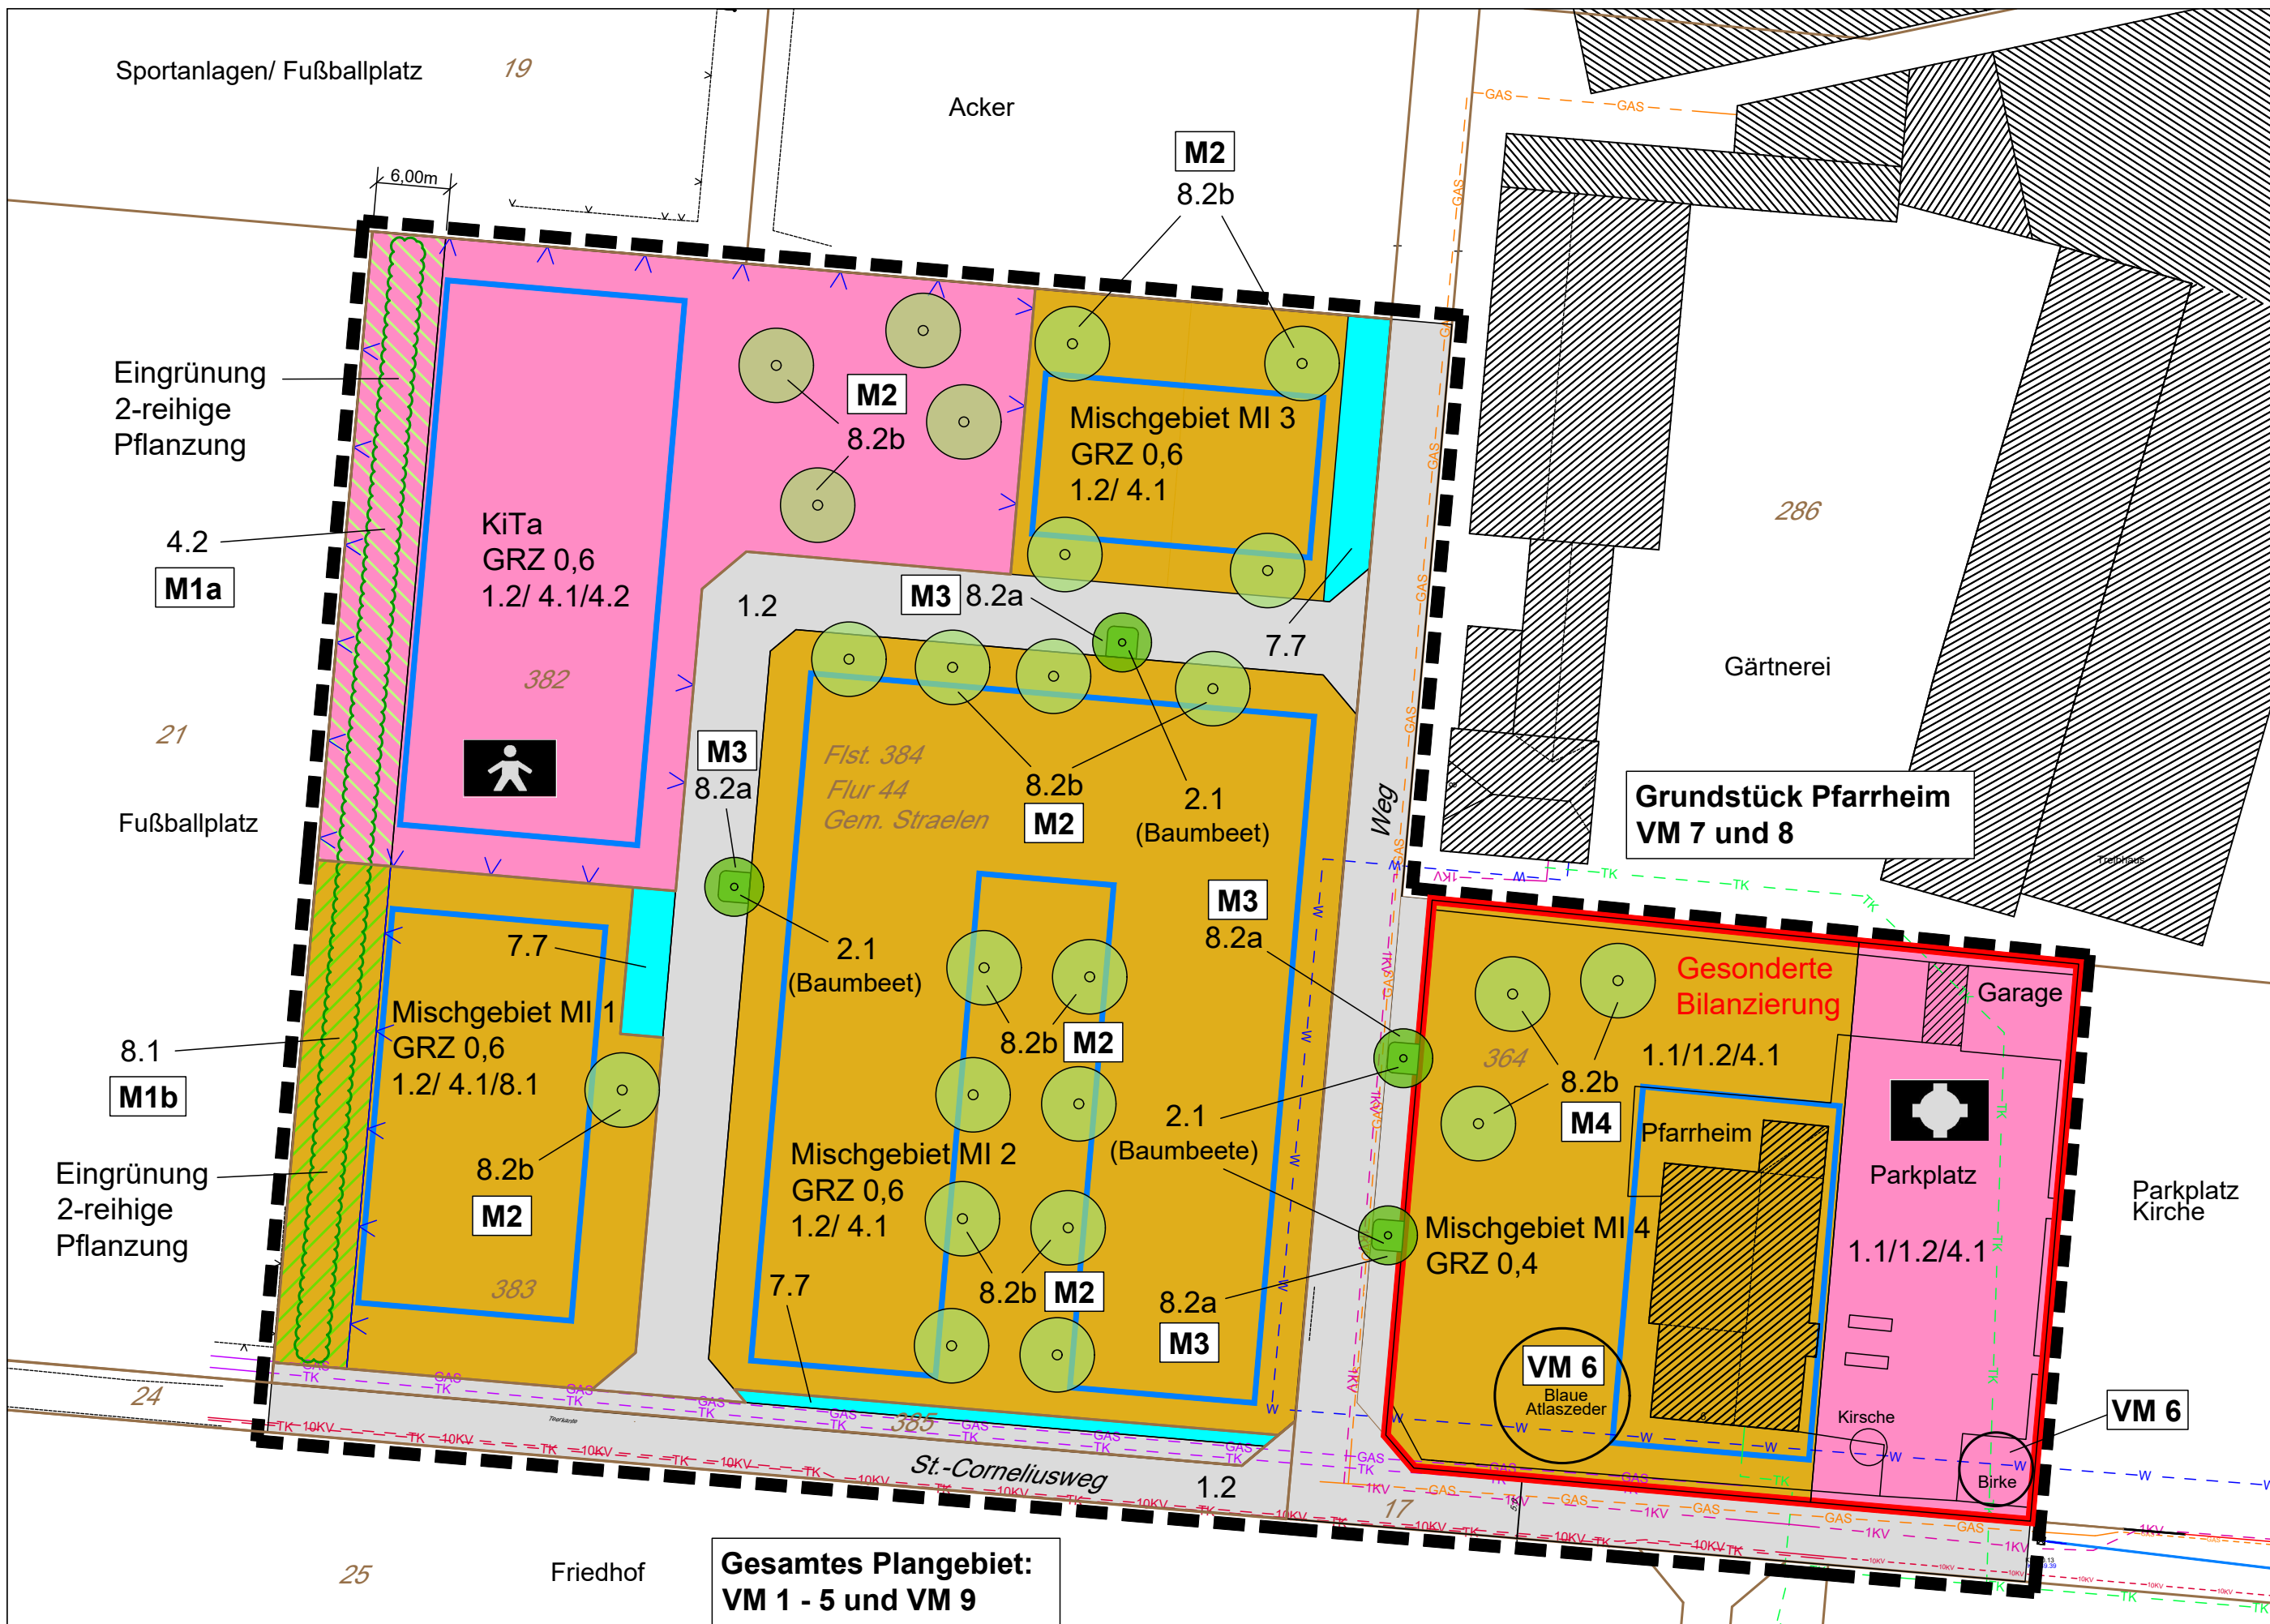 Sportanlagen/ Fußballplatz
19
Acker
6,00m
M2
8.2b
GAS
GAS
Eingrünung
2-reihige
Pflanzung
M2
8.2b
Mischgebiet MI 3
GRZ 0,6
1.2/ 4.1
286
KiTa
GRZ 0,6
1.2/ 4.1/4.2
4.2
M1a
1.2
M3 8.2a
7.7
Gärtnerei
382
21
M3
8.2a
Flst. 384
Flur 44
Gem. Straelen
8.2b
M2
2.1
(Baumbeet)
Weg
Grundstück Pfarrheim
VM 7 und 8
Fußballplatz
Treibhaus
M3
8.2a
7.7
2.1
(Baumbeet)
Gesonderte
Bilanzierung
Garage
Mischgebiet MI 1
GRZ 0,6
1.2/ 4.1/8.1
8.2b M2
364
1.1/1.2/4.1
8.1
M1b
8.2b
M4
2.1
(Baumbeete)
Pfarrheim
Mischgebiet MI 2
GRZ 0,6
1.2/ 4.1
Parkplatz
Eingrünung
2-reihige
Pflanzung
8.2b
M2
Parkplatz
Kirche
Mischgebiet MI 4
GRZ 0,4
1.1/1.2/4.1
383
7.7
8.2b M2
8.2a
M3
VM 6
Blaue
Atlaszeder
Kirsche
VM 6
24
Teerkante
385
Birke
St.-Corneliusweg
1.2
17
25
Friedhof
Gesamtes Plangebiet:
VM 1 - 5 und VM 9